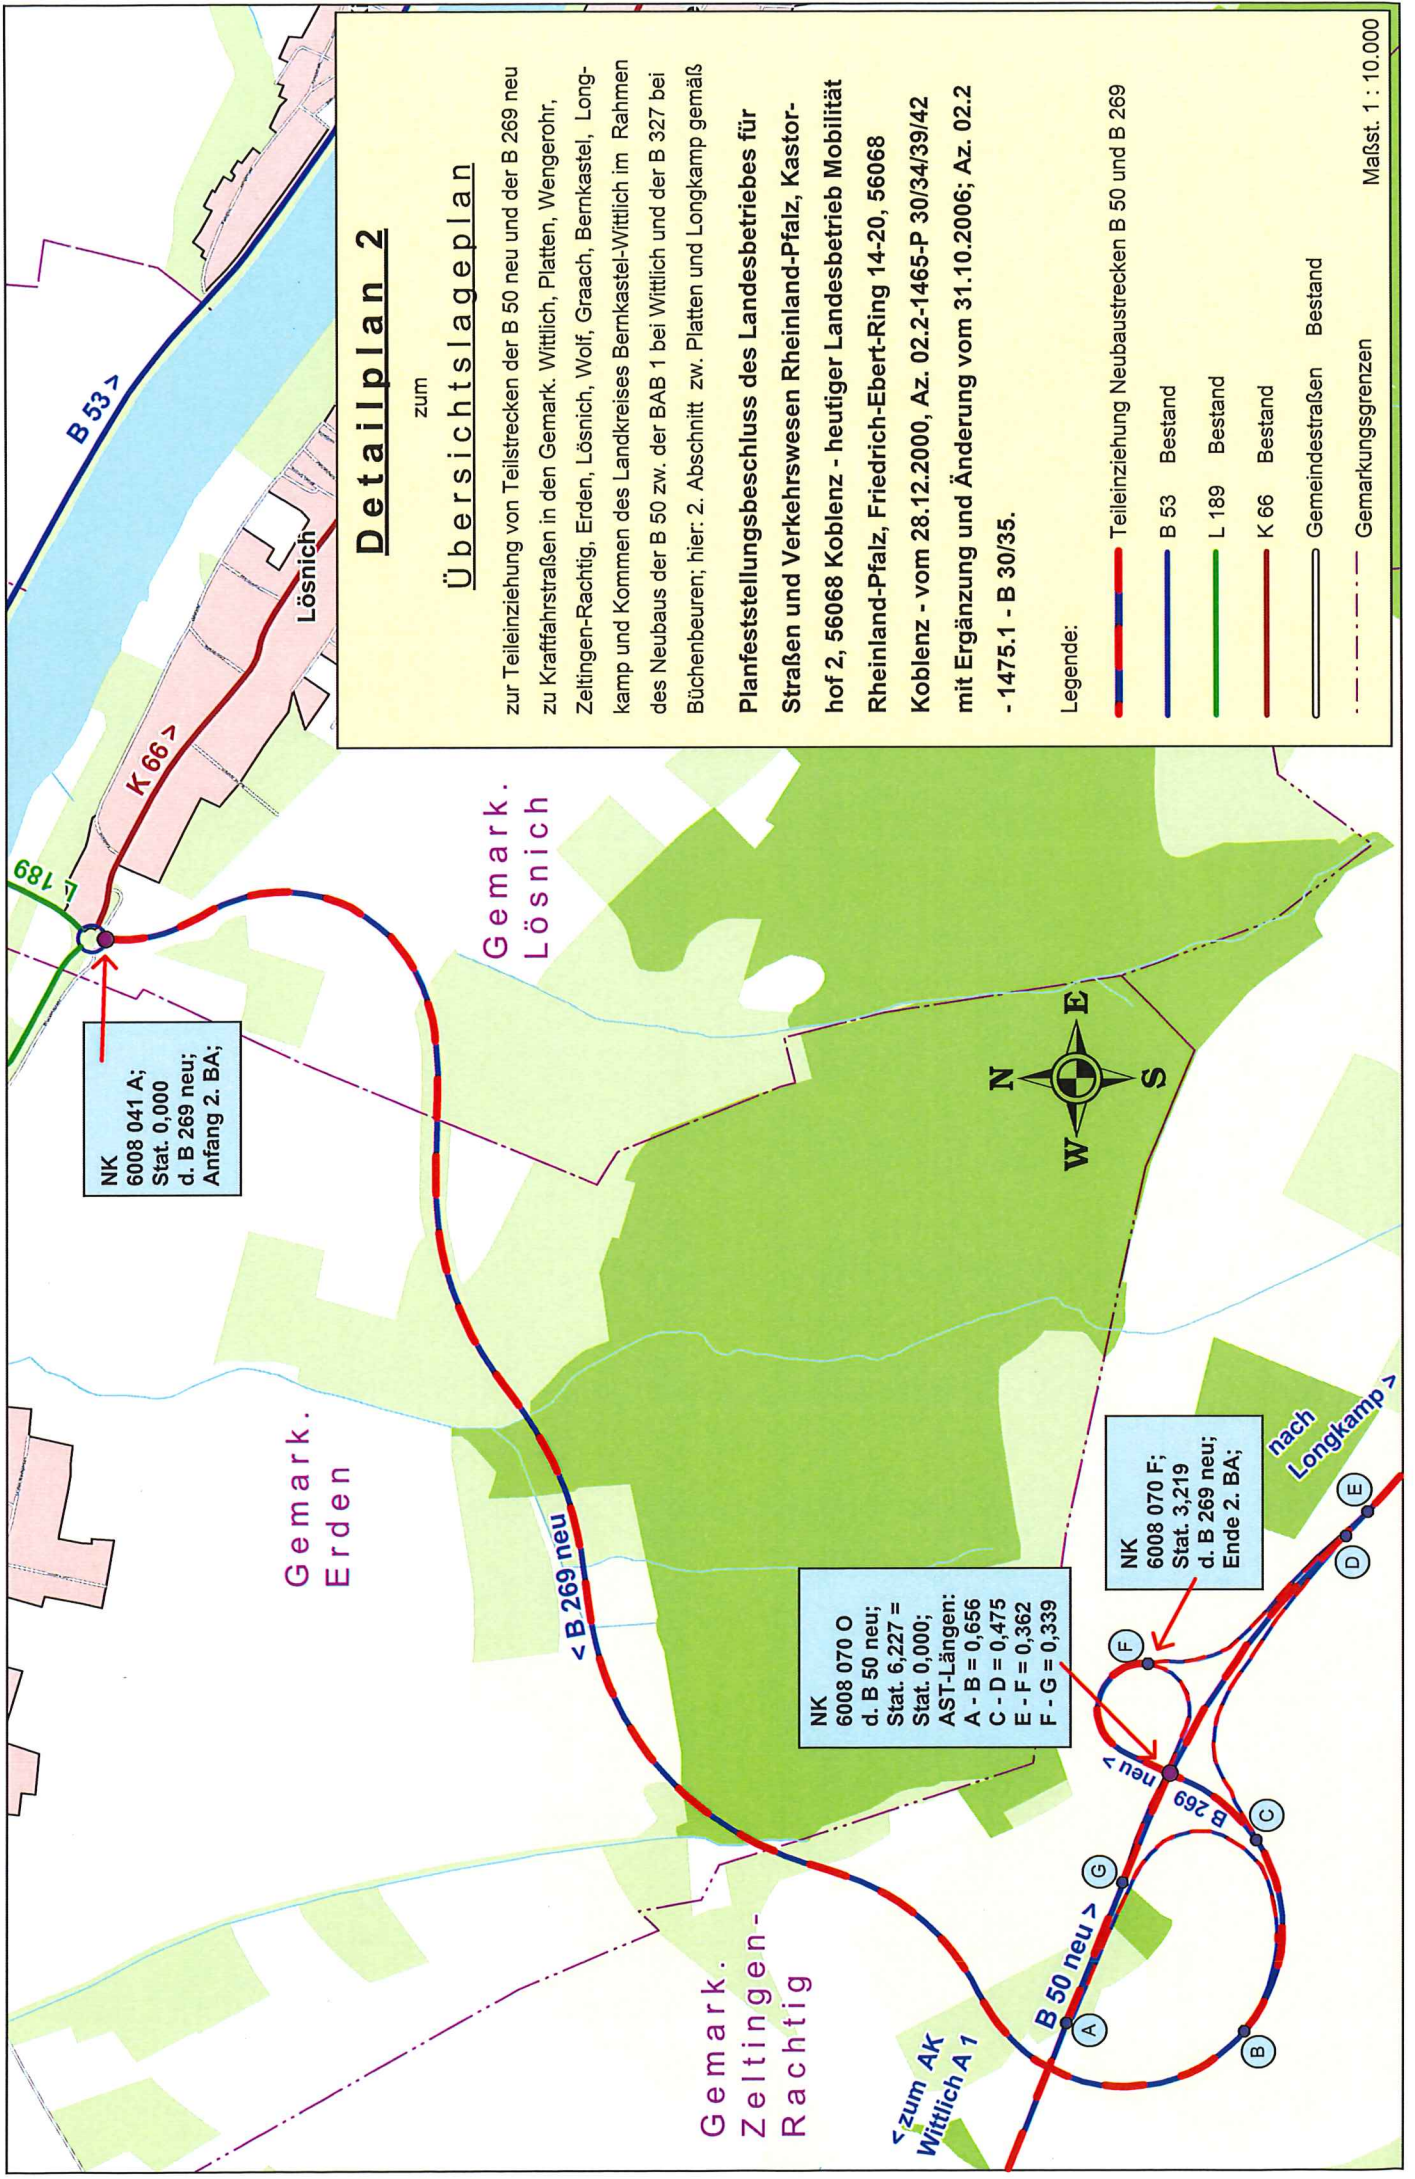 Detailplan 2
zum
Übersichtslageplan
zur Teileinziehung von Teilstrecken der B 50 neu und der B 269 neu
zu Kraftfahrstraßen in den Gemark. Wittlich, Platten, Wengerohr,
Zeltingen-Rachtig, Erden, Lösnich, Wolf, Graach, Bernkastel, Long-
kamp und Kommen des Landkreises Bernkastel-Wittlich im Rahmen
des Neubaus der B 50 zw. der BAB 1 bei Wittlich und der B 327 bei
Büchenbeuren; hier: 2. Abschnitt zw. Platten und Longkamp gemäß
Planfeststellungsbeschluss des Landesbetriebes für
Straßen und Verkehrswesen Rheinland-Pfalz, Kastor-
hof 2, 56068 Koblenz - heutiger Landesbetrieb Mobilität
Rheinland-Pfalz, Friedrich-Ebert-Ring 14-20, 56068
Koblenz - vom 28.12.2000, Az. 02.2-1465-P 30/34/39/42
mit Ergänzung und Änderung vom 31.10.2006; Az. 02.2
- 1475.1 - B 30/35.
Legende:
Teileinziehung Neubaustrecken B 50 und B 269
B 53 Bestand
L 189 Bestand
K 66 Bestand
Gemeindestraßen Bestand
Gemarkungsgrenzen
Maßst. 1 : 10.000
B 53 >
Lösnich
K 66 >
L 189
NK
6008 041 A;
Stat. 0,000
d. B 269 neu;
Anfang 2. BA;
Gemark.
Lösnich
Gemark.
Erden
< B 269 neu
N
W
E
S
Gemark.
Zeltingen-
Rachtig
NK
6008 070 O
d. B 50 neu;
Stat. 6,227 =
Stat. 0,000;
AST-Längen:
A - B = 0,656
C - D = 0,475
E - F = 0,362
F - G = 0,339
NK
6008 070 F;
Stat. 3,219
d. B 269 neu;
Ende 2. BA;
nach
Longkamp >
< zum AK
Wittlich A 1
B 50 neu >
B 269
neu >
A
B
C
D
E
F
G